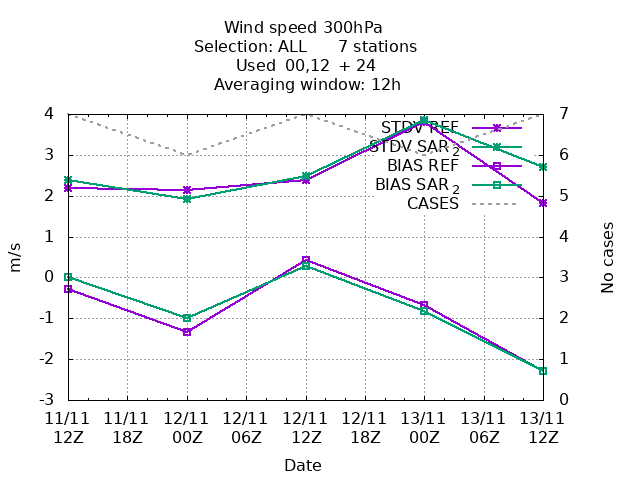 Wind speed 300hPa
Selection: ALL 7 stations
Used 00,12 + 24
Averaging window: 12h
4 7
STDV REF
3 STDV SAR 2 6
BIAS REF
2 BIAS SAR 2 5
CASES
1 4
0 3
-1 2
-2 1
-3 0
m/s
No cases
11/11 11/11 12/11 12/11 12/11 12/11 13/11 13/11 13/11
12Z 18Z 00Z 06Z 12Z 18Z 00Z 06Z 12Z
Date